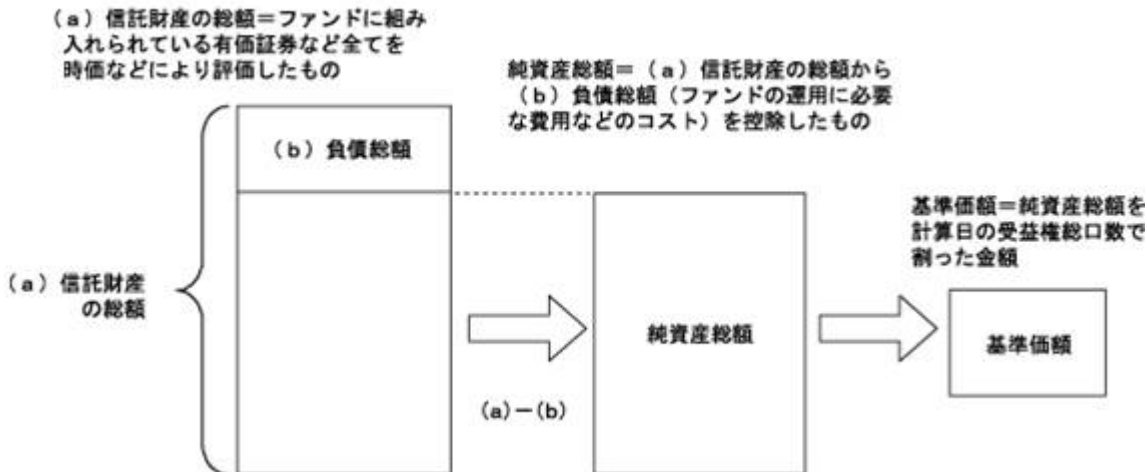 （ａ）信託財産の総額＝ファンドに組み
入れられている有価証券など全てを
時価などにより評価したもの
純資産総額＝（ａ）信託財産の総額から
（ｂ）負債総額（ファンドの運用に必要
な費用などのコスト）を控除したもの
（ｂ）負債総額
基準価額＝純資産総額を
計算日の受益権総口数で
割った金額
（ａ）信託財産
の総額
純資産総額
基準価額
(a)－(b)